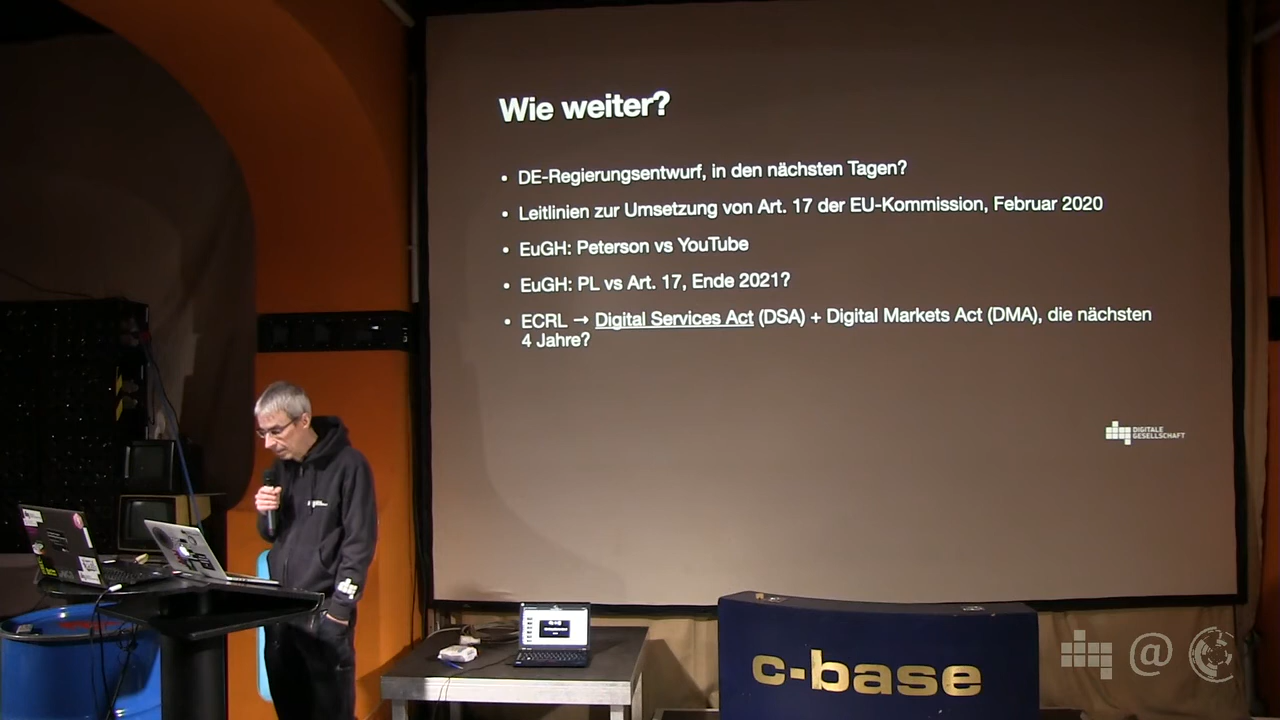 Wie weiter?
• DE-Regierungsentwurf, in den nächsten Tagen?
• Leitlinien zur Umsetzung von Art. 17 der EU-Kommission, Februar 2020
• EuGH: Peterson vs YouTube
• EuGH: PL vs Art. 17, Ende 2021?
• ECRL → Digital Services Act (DSA) + Digital Markets Act (DMA), die nächsten
4 Jahre?
DIGITALE
GESELLSCHAFT
c-base
@